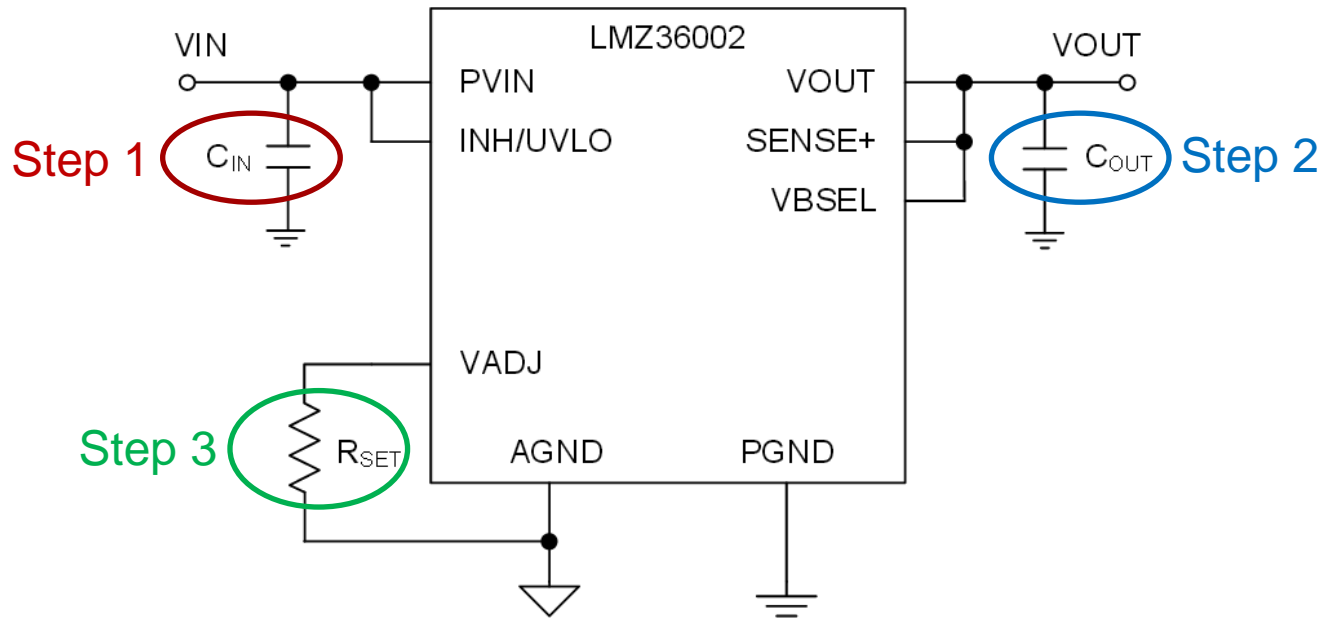 LMZ36002
VIN
VOUT
PVIN
VOUT
INH/UVLO
SENSE+
Step 1
CIN
COUT
Step 2
VBSEL
VADJ
Step 3
RSET
AGND
PGND